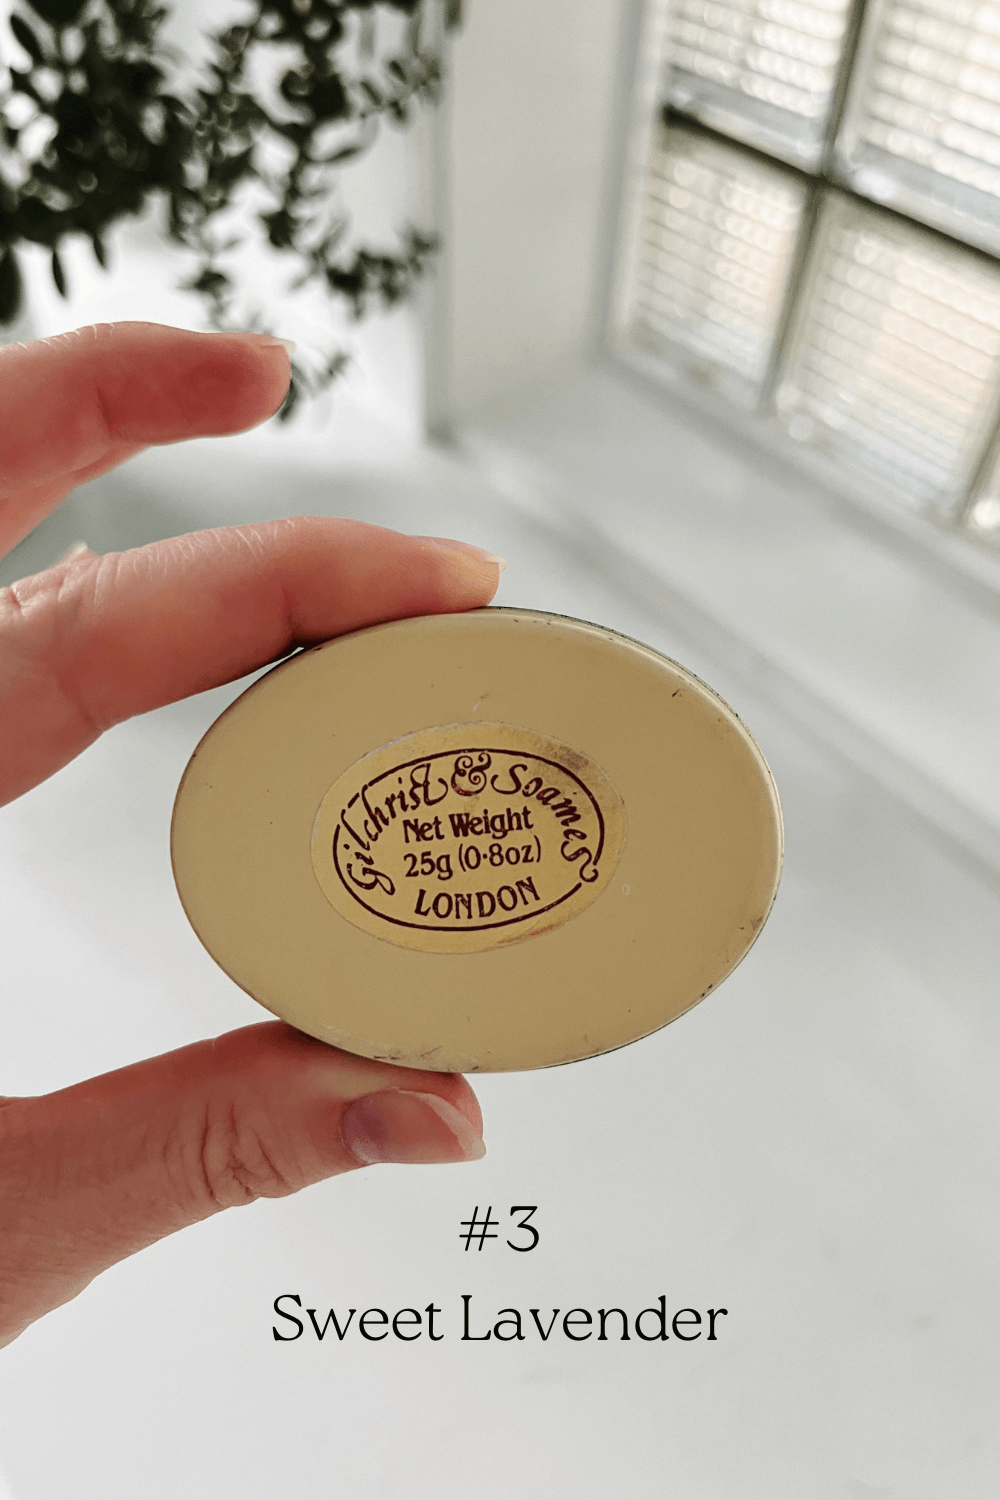 Gilchrist & Soames
Net Weight
25g (0·8oz)
LONDON
#3
Sweet Lavender